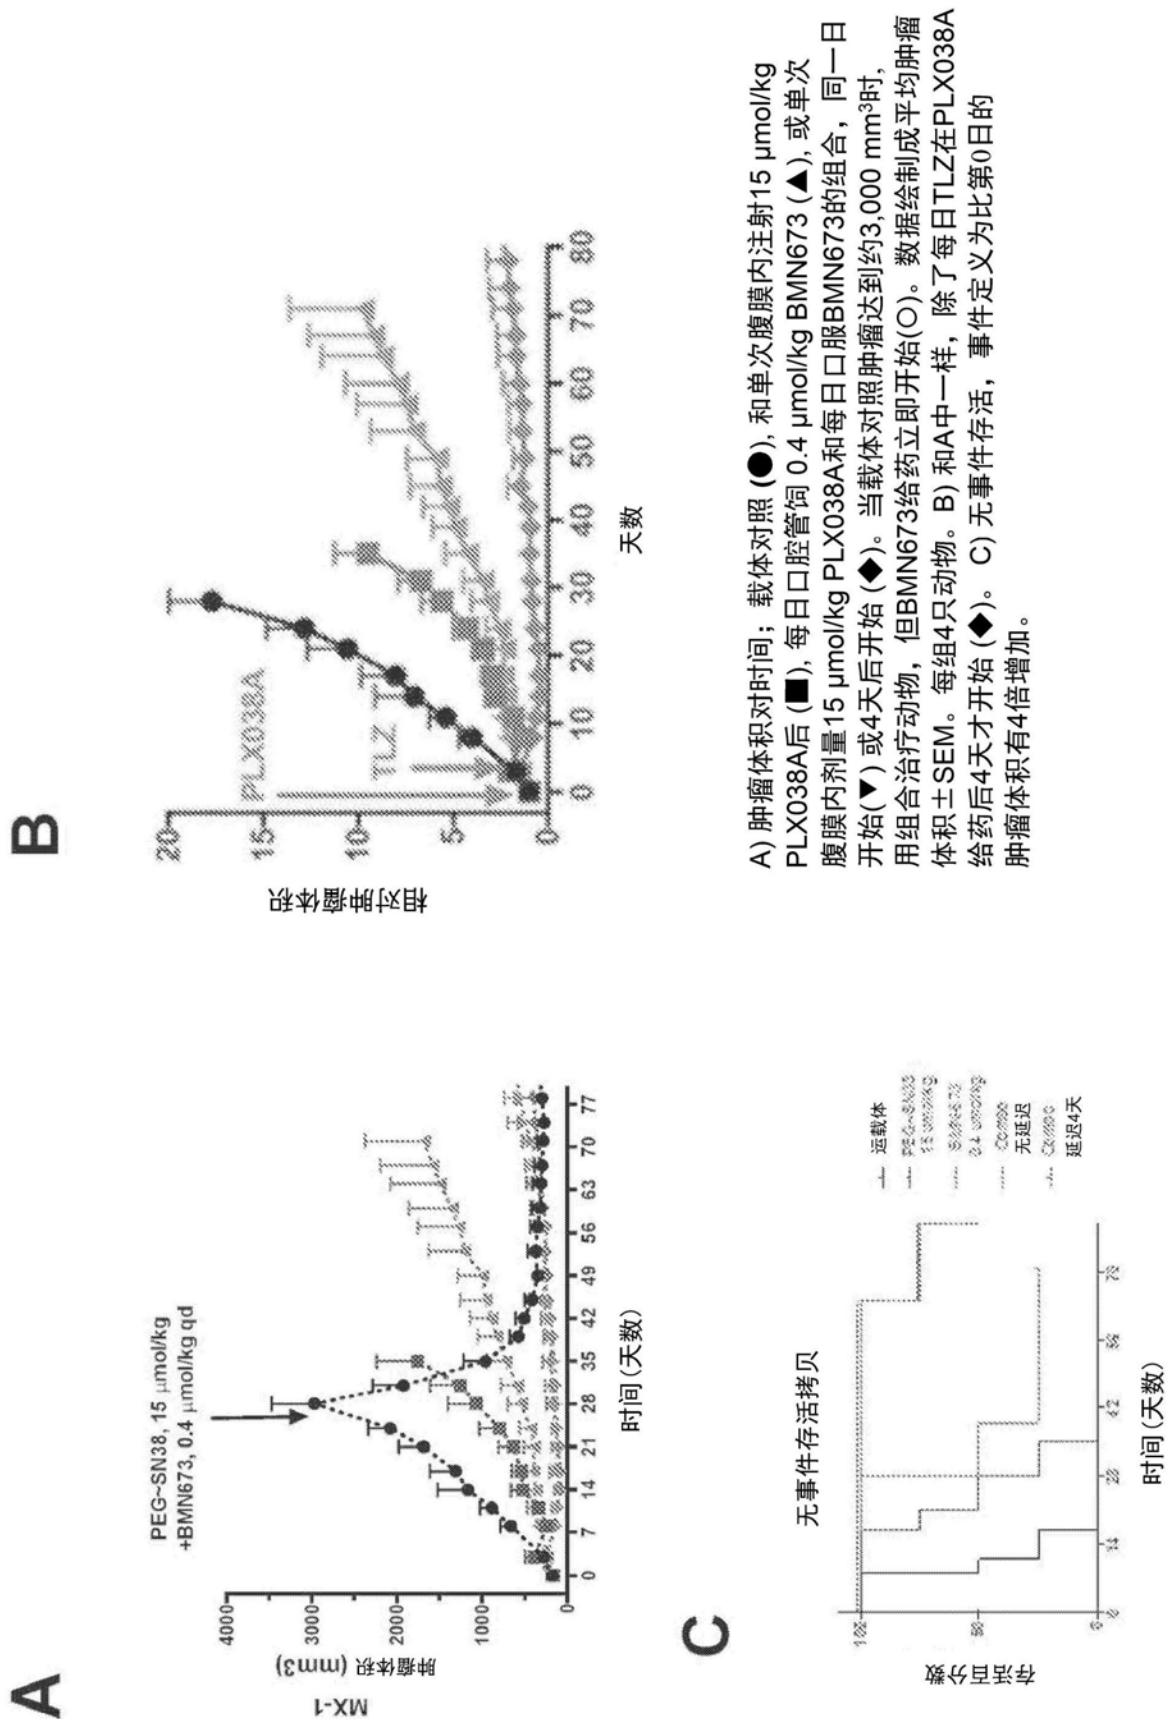 A
PEG~SN38, 15 μmol/kg
+BMN673, 0.4 μmol/kg qd
MX-1
肿瘤体积 (mm3)
4000
3000
2000
1000
0
0 7 14 21 28 35 42 49 56 63 70 77
时间(天数)
B
PLX038A
TLZ
相对肿瘤体积
20
15
10
5
0
0 10 20 30 40 50 60 70 80
天数
C
无事件存活拷贝
存活百分数
时间(天数)
运载体
无延迟
延迟4天
A) 肿瘤体积对时间；载体对照 (●), 和单次腹膜内注射15 μmol/kg
PLX038A后 (■), 每日口腔管饲 0.4 μmol/kg BMN673 (▲), 或单次
腹膜内剂量15 μmol/kg PLX038A和每日口服BMN673的组合，同一日
开始(▼) 或4天后开始 (◆)。当载体对照肿瘤达到约3,000 mm³时，
用组合治疗动物，但BMN673给药立即开始(○)。数据绘制成平均肿瘤
体积±SEM。每组4只动物。B) 和A中一样，除了每日TLZ在PLX038A
给药后4天才开始 (◆)。 C) 无事件存活，事件定义为比第0日的
肿瘤体积有4倍增加。